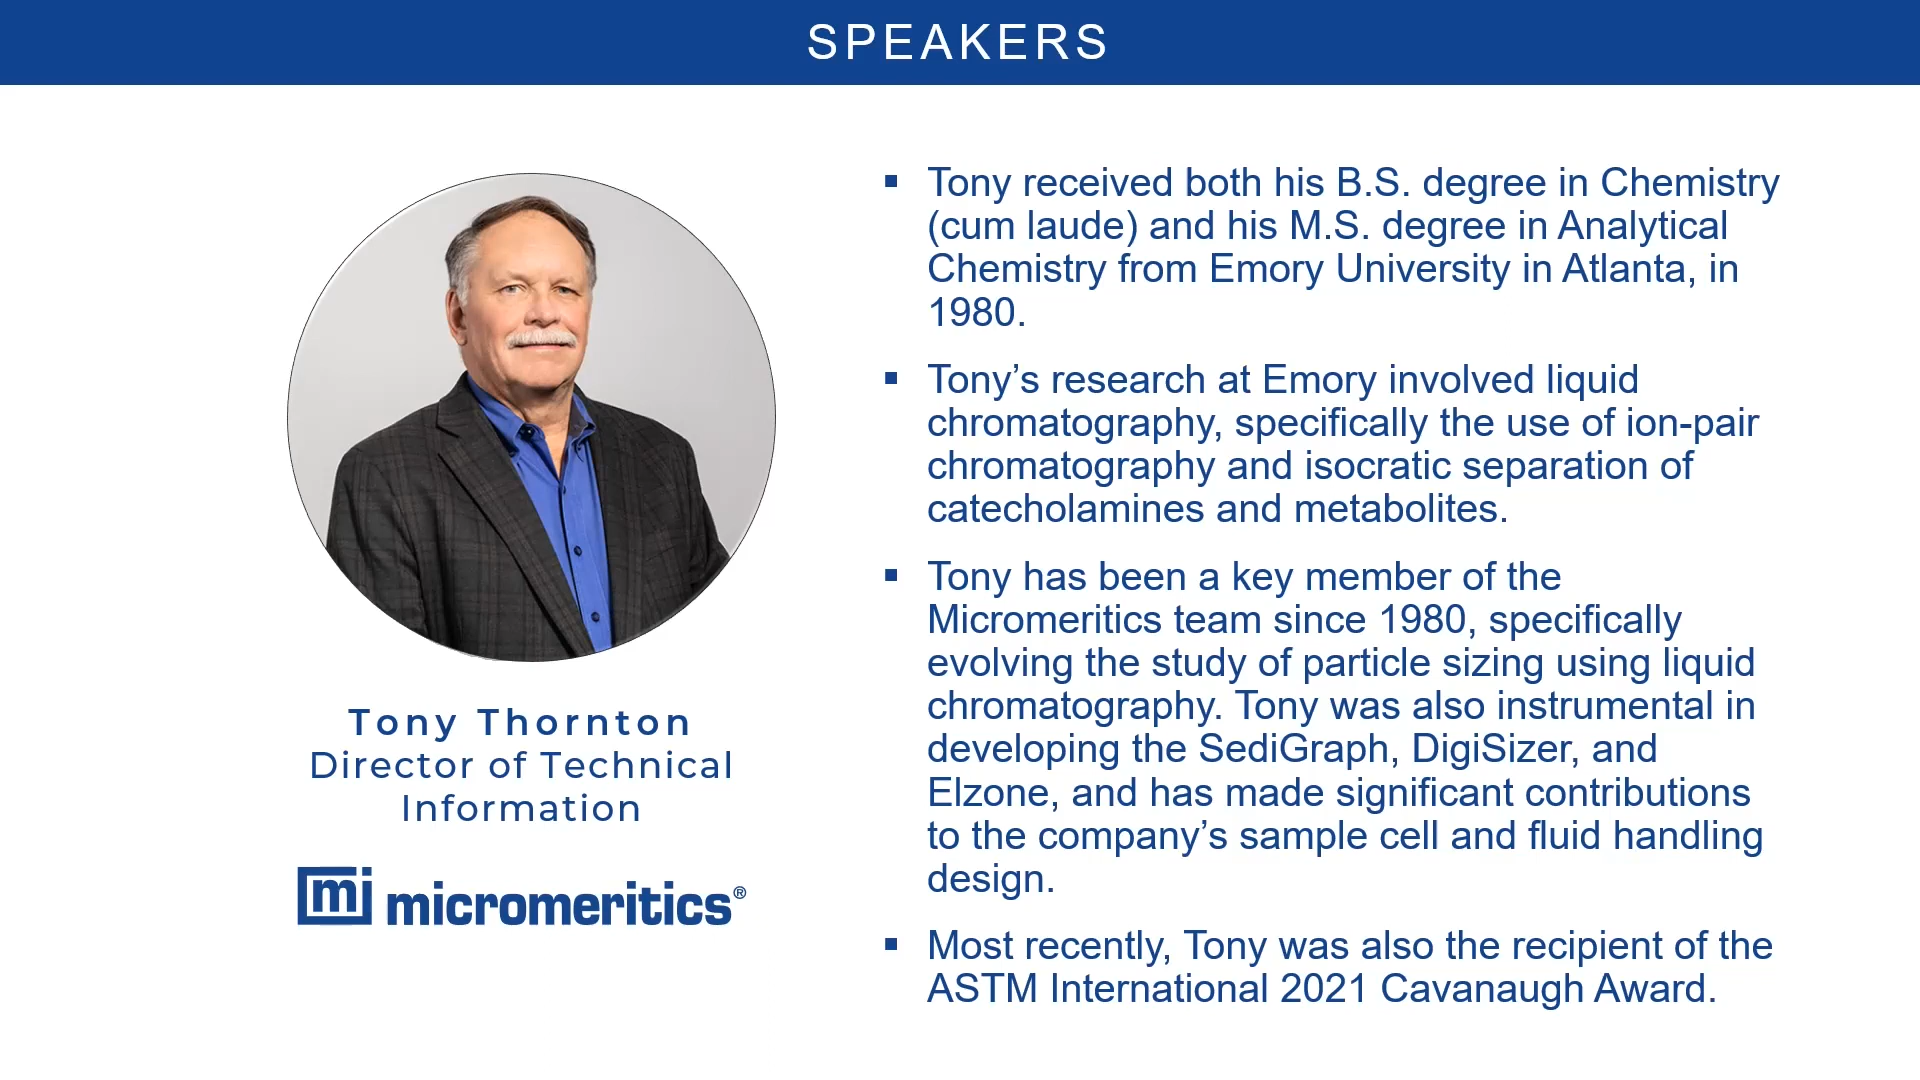 SPEAKERS
Tony Thornton
Director of Technical
Information
mi micromeritics®
▪ Tony received both his B.S. degree in Chemistry
(cum laude) and his M.S. degree in Analytical
Chemistry from Emory University in Atlanta, in
1980.
▪ Tony’s research at Emory involved liquid
chromatography, specifically the use of ion-pair
chromatography and isocratic separation of
catecholamines and metabolites.
▪ Tony has been a key member of the
Micromeritics team since 1980, specifically
evolving the study of particle sizing using liquid
chromatography. Tony was also instrumental in
developing the SediGraph, DigiSizer, and
Elzone, and has made significant contributions
to the company’s sample cell and fluid handling
design.
▪ Most recently, Tony was also the recipient of the
ASTM International 2021 Cavanaugh Award.